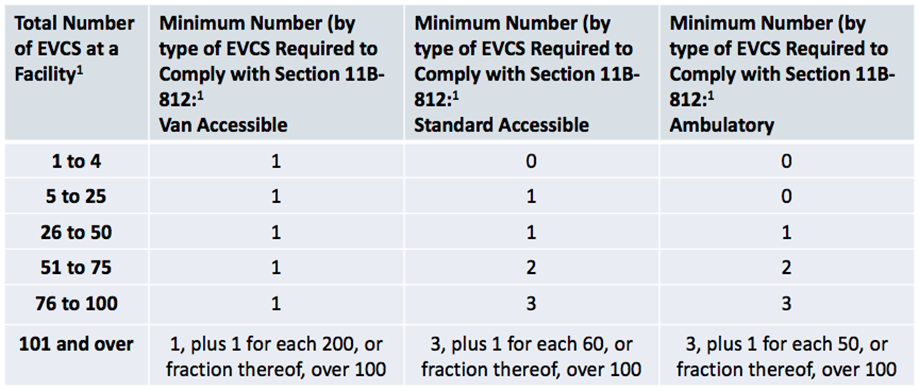 Total Number
of EVCS at a
Facility¹
Minimum Number (by
type of EVCS Required to
Comply with Section 11B-
812:¹
Van Accessible
Minimum Number (by
type of EVCS Required to
Comply with Section 11B-
812:¹
Standard Accessible
Minimum Number (by
type of EVCS Required to
Comply with Section 11B-
812:¹
Ambulatory
1 to 4 1 0 0
5 to 25 1 1 0
26 to 50 1 1 1
51 to 75 1 2 2
76 to 100 1 3 3
101 and over
1, plus 1 for each 200, or
fraction thereof, over 100
3, plus 1 for each 60, or
fraction thereof, over 100
3, plus 1 for each 50, or
fraction thereof, over 100